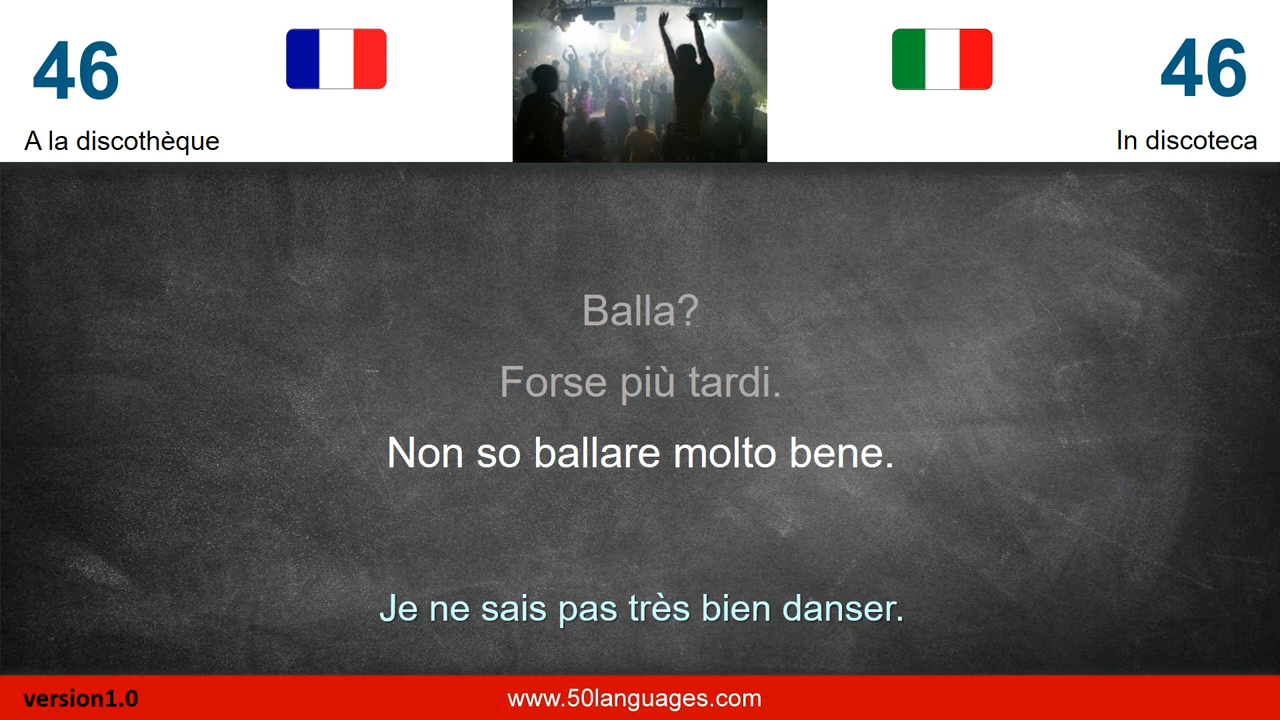 46
46
A la discothèque
In discoteca
Balla?
Forse più tardi.
Non so ballare molto bene.
Je ne sais pas très bien danser.
version1.0
www.50languages.com